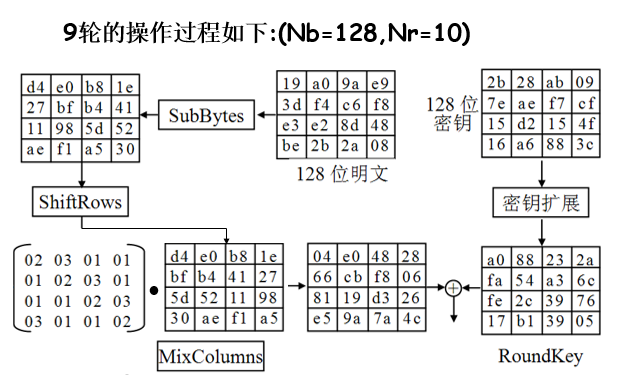 9轮的操作过程如下:(Nb=128,Nr=10)
d4 e0 b8 1e
27 bf b4 41
11 98 5d 52
ae f1 a5 30
SubBytes
19 a0 9a e9
3d f4 c6 f8
e3 e2 8d 48
be 2b 2a 08
128位明文
128位
密钥
2b 28 ab 09
7e ae f7 cf
15 d2 15 4f
16 a6 88 3c
ShiftRows
密钥扩展
02 03 01 01
01 02 03 01
01 01 02 03
03 01 01 02
d4 e0 b8 1e
bf b4 41 27
5d 52 11 98
30 ae f1 a5
MixColumns
04 e0 48 28
66 cb f8 06
81 19 d3 26
e5 9a 7a 4c
a0 88 23 2a
fa 54 a3 6c
fe 2c 39 76
17 b1 39 05
RoundKey